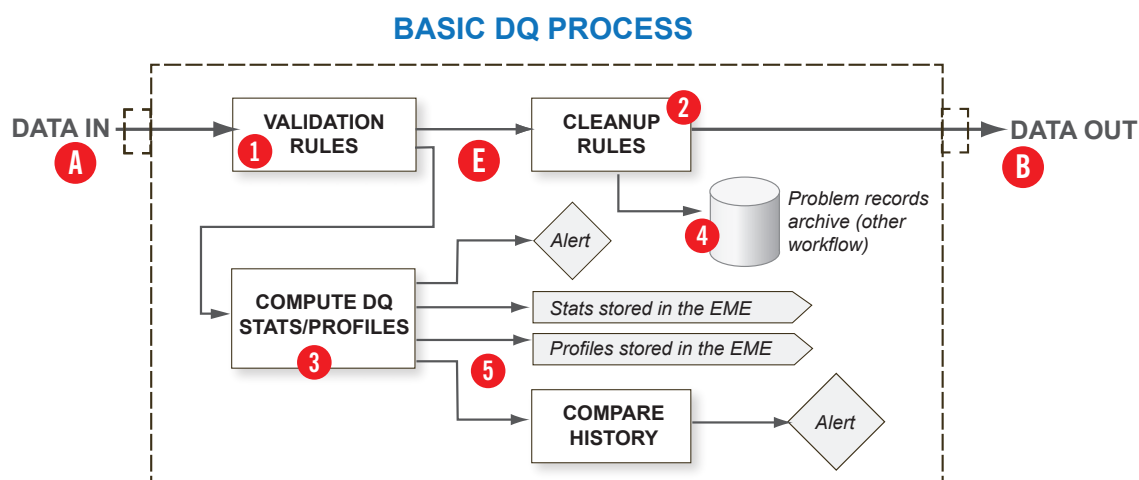 BASIC DQ PROCESS
DATA IN
A
1
VALIDATION
RULES
E
CLEANUP
RULES
2
DATA OUT
B
4
Problem records
archive (other
workflow)
Alert
COMPUTE DQ
STATS/PROFILES
3
Stats stored in the EME
Profiles stored in the EME
5
COMPARE
HISTORY
Alert